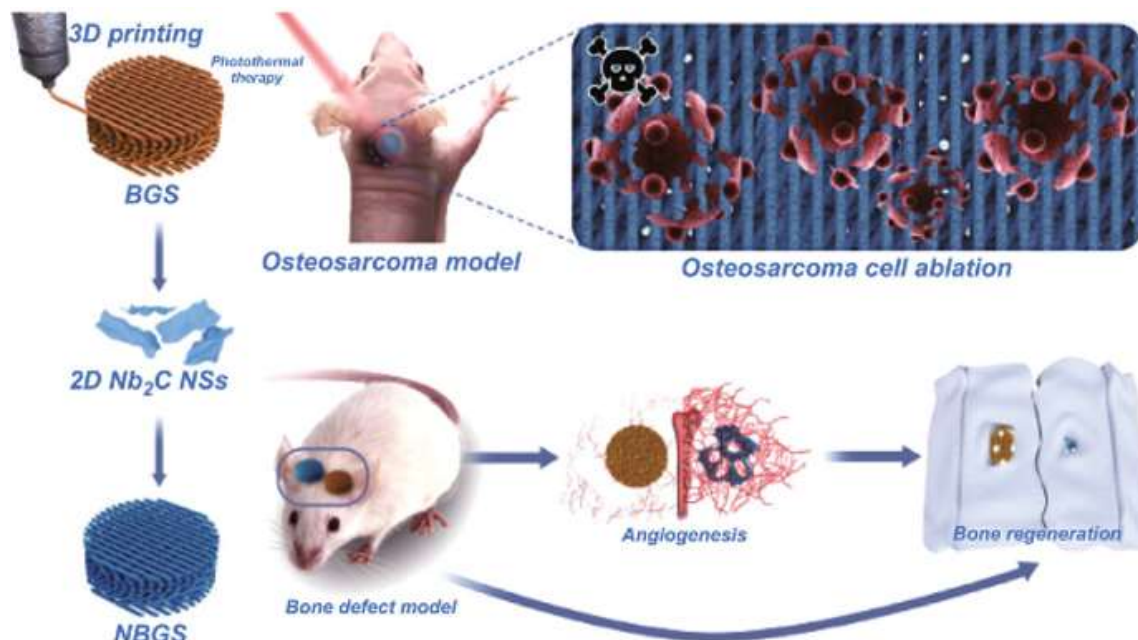 3D printing
Photothermal
therapy
BGS
Osteosarcoma model
Osteosarcoma cell ablation
2D Nb₂C NSs
Angiogenesis
Bone regeneration
Bone defect model
NBGS